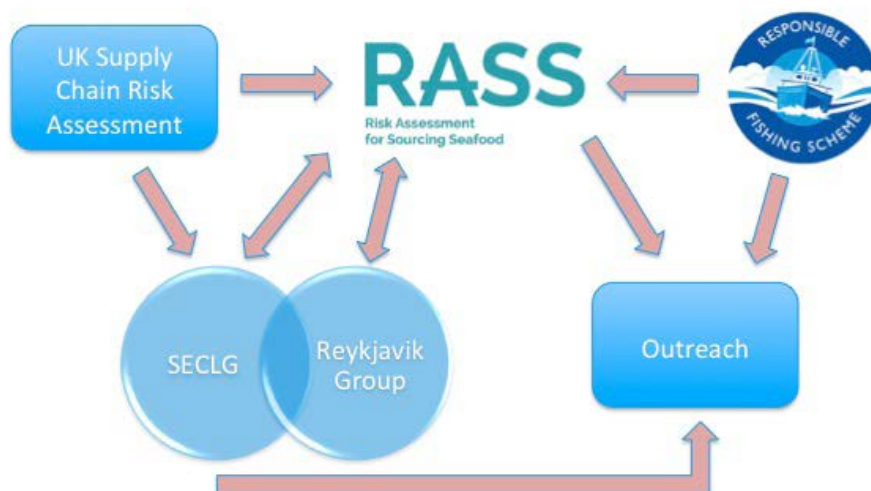 UK Supply
Chain Risk
Assessment
RASS
Risk Assessment
for Sourcing Seafood
RESPONSIBLE
FISHING SCHEME
SECLG
Reykjavik
Group
Outreach